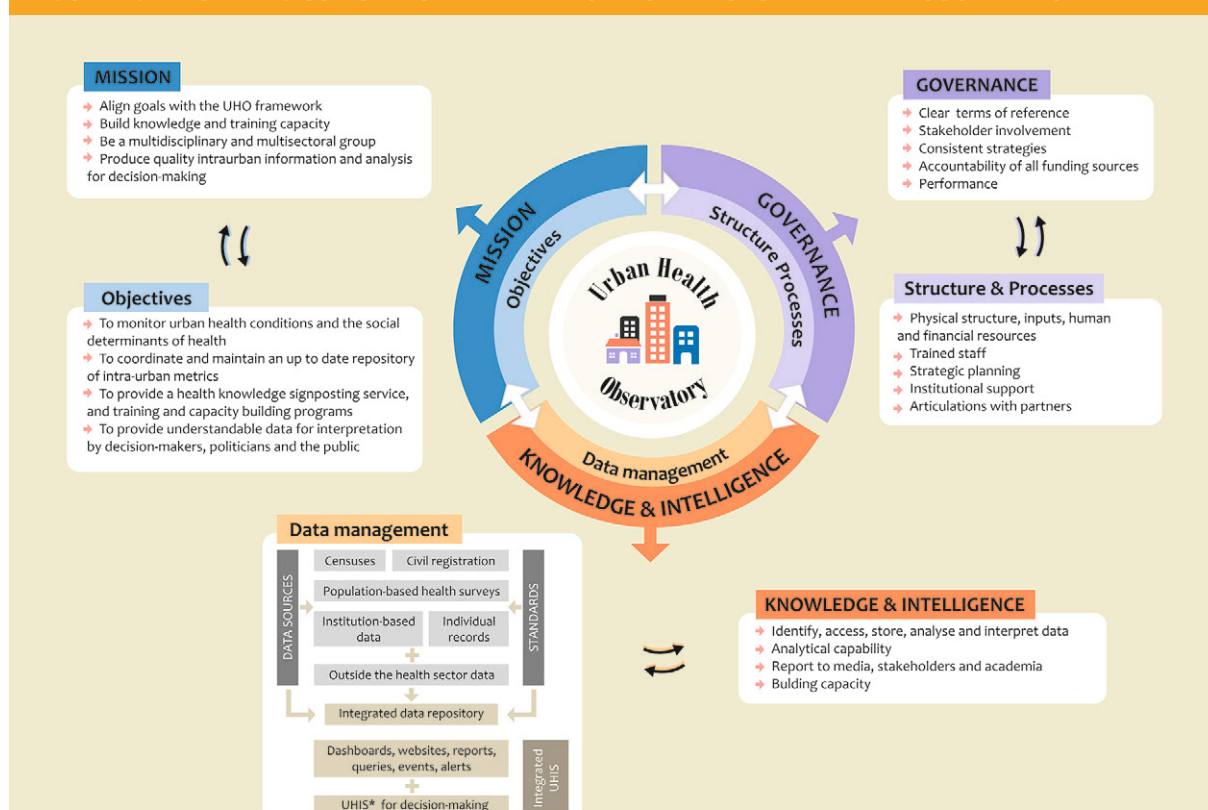 MISSION
Align goals with the UHO framework
Build knowledge and training capacity
Be a multidisciplinary and multisectoral group
Produce quality intraurban information and analysis
for decision-making
Objectives
To monitor urban health conditions and the social
determinants of health
To coordinate and maintain an up to date repository
of intra-urban metrics
To provide a health knowledge signposting service,
and training and capacity building programs
To provide understandable data for interpretation
by decision-makers, politicians and the public
MISSION
Objectives
GOVERNANCE
Structure Processes
KNOWLEDGE & INTELLIGENCE
Data management
Urban Health
Observatory
GOVERNANCE
Clear terms of reference
Stakeholder involvement
Consistent strategies
Accountability of all funding sources
Performance
Structure & Processes
Physical structure, inputs, human
and financial resources
Trained staff
Strategic planning
Institutional support
Articulations with partners
Data management
DATA SOURCES
Censuses
Civil registration
Population-based health surveys
Institution-based
data
Individual
records
Outside the health sector data
STANDARDS
Integrated data repository
Dashboards, websites, reports,
queries, events, alerts
UHIS* for decision-making
Integrated
UHIS
KNOWLEDGE & INTELLIGENCE
Identify, access, store, analyse and interpret data
Analytical capability
Report to media, stakeholders and academia
Bulding capacity